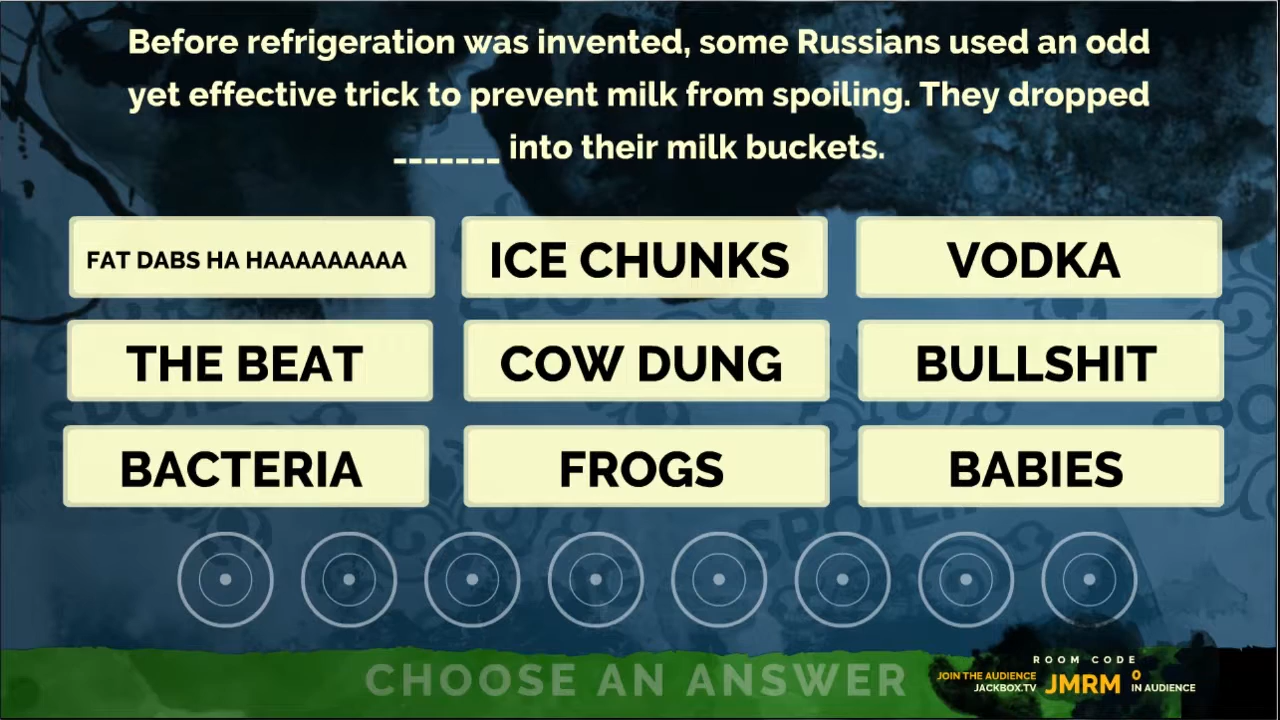 Before refrigeration was invented, some Russians used an odd
yet effective trick to prevent milk from spoiling. They dropped
_______ into their milk buckets.
FAT DABS HA HAAAAAAAAA
ICE CHUNKS
VODKA
THE BEAT
COW DUNG
BULLSHIT
BACTERIA
FROGS
BABIES
CHOOSE AN ANSWER
ROOM CODE
JOIN THE AUDIENCE
JACKBOX.TV
JMRM
0
IN AUDIENCE